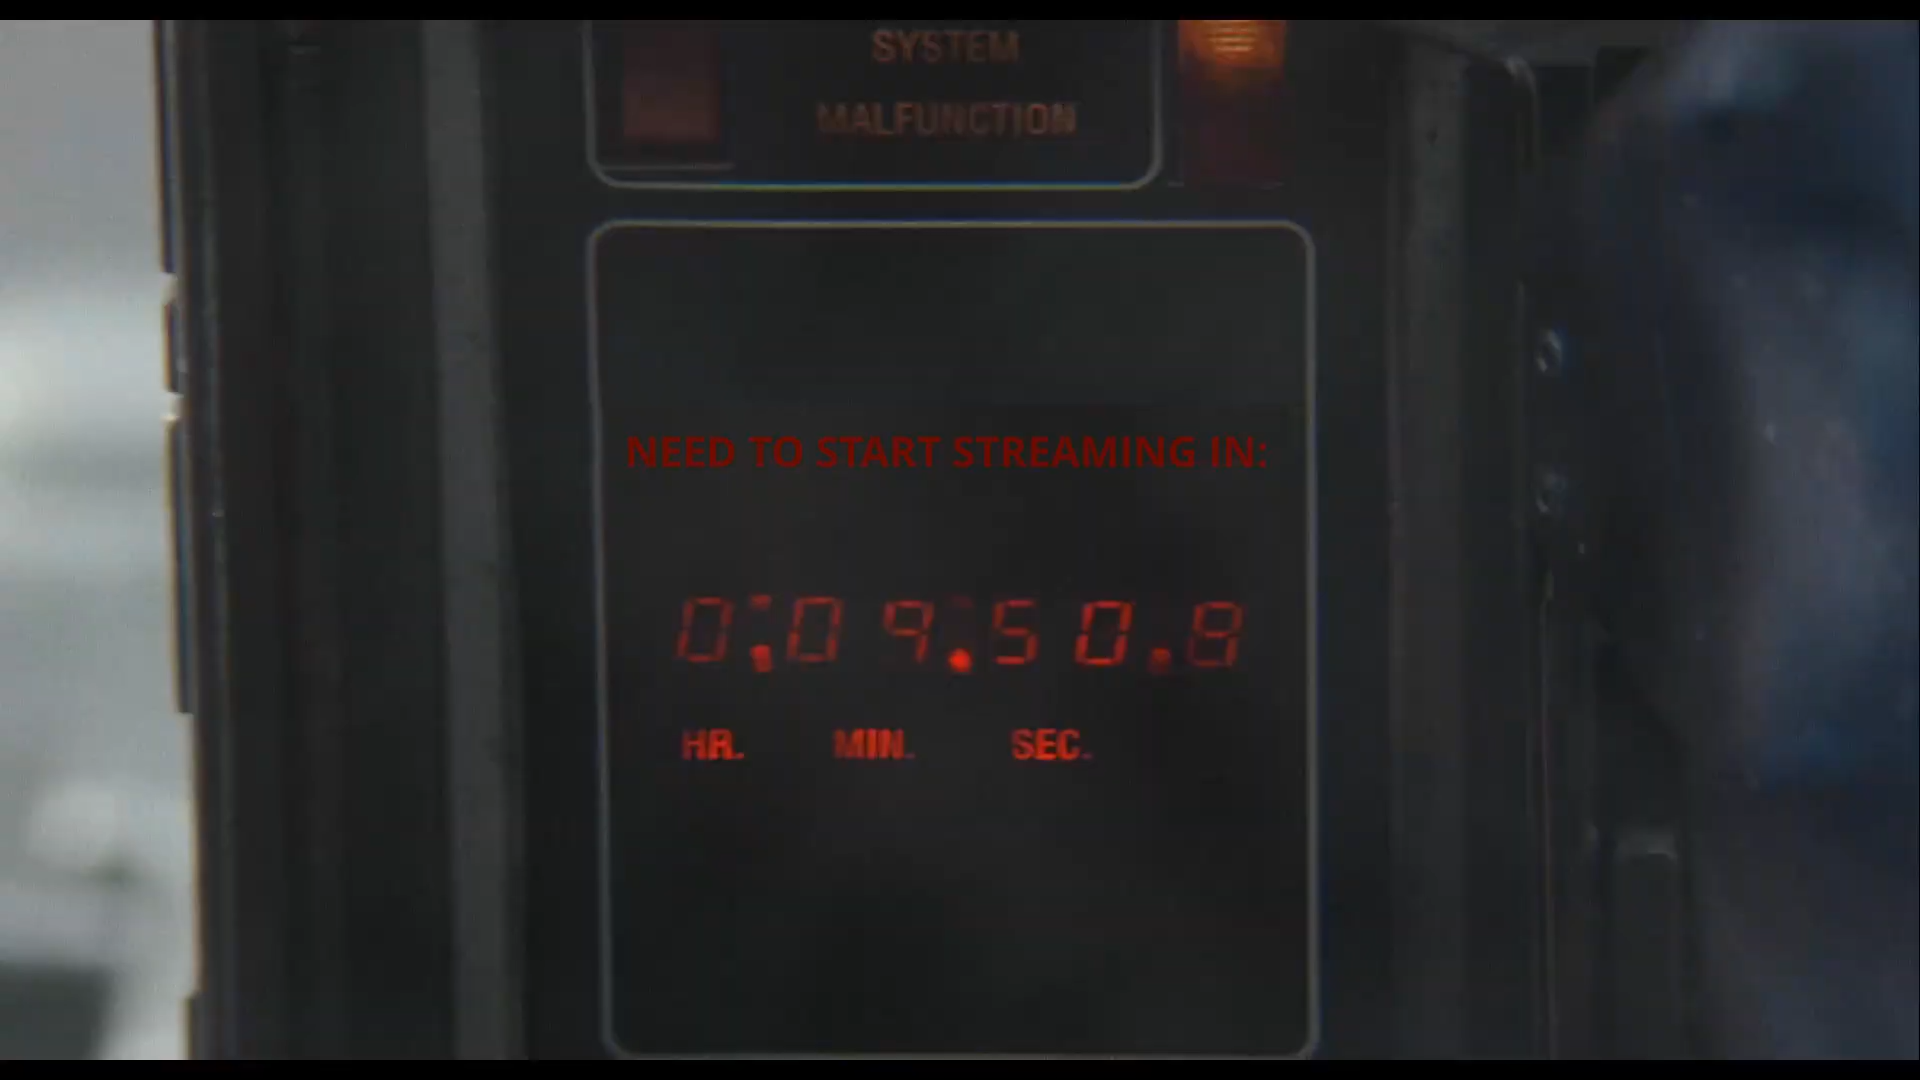 SYSTEM
MALFUNCTION
NEED TO START STREAMING IN:
0:09.50.8
HR. MIN. SEC.